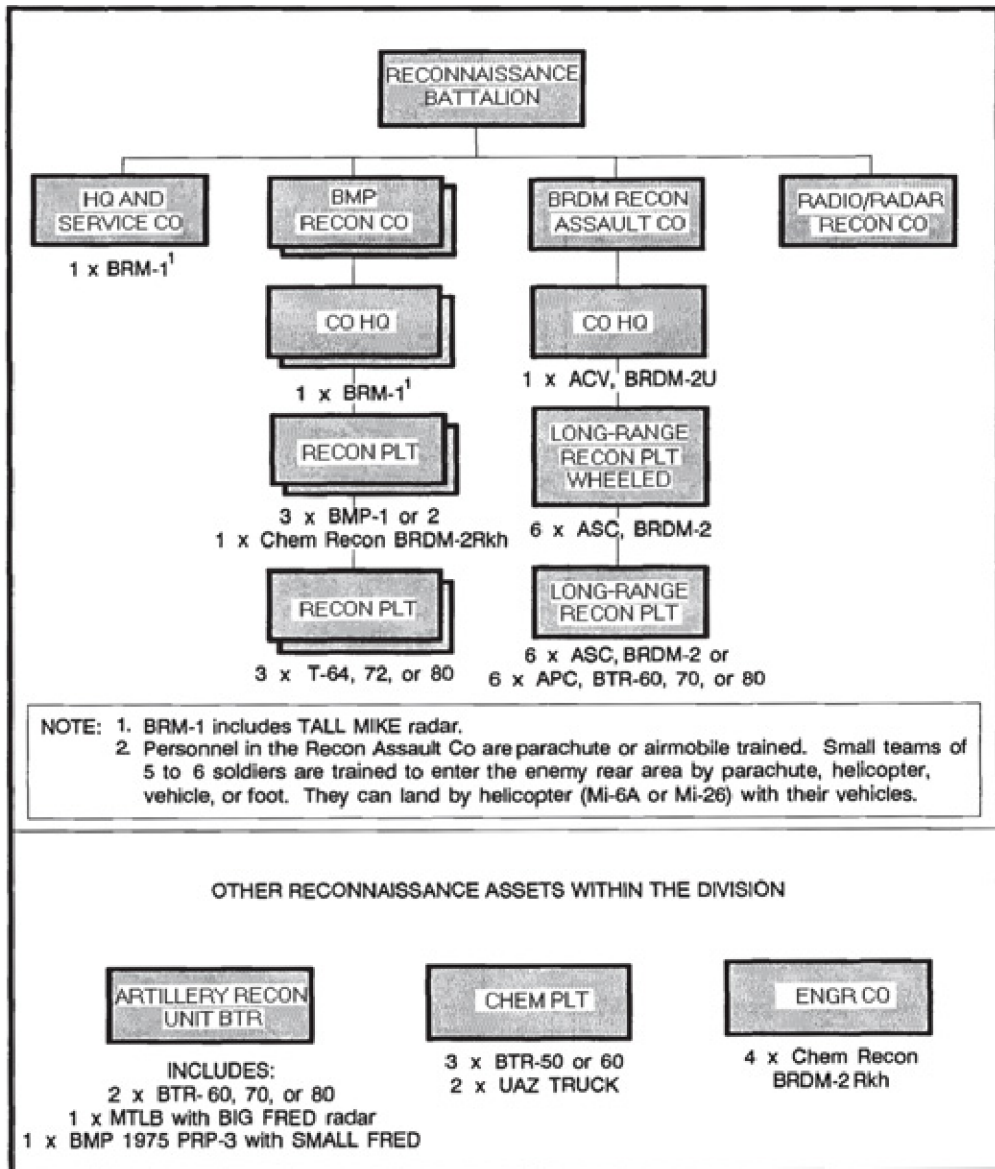 RECONNAISSANCE
BATTALION
HQ AND
SERVICE CO
1 x BRM-1¹
BMP
RECON CO
BRDM RECON
ASSAULT CO
RADIO/RADAR
RECON CO
CO HQ
1 x BRM-1¹
CO HQ
1 x ACV, BRDM-2U
RECON PLT
3 x BMP-1 or 2
1 x Chem Recon BRDM-2Rkh
LONG-RANGE
RECON PLT
WHEELED
6 x ASC, BRDM-2
RECON PLT
3 x T-64, 72, or 80
LONG-RANGE
RECON PLT
6 x ASC, BRDM-2 or
6 x APC, BTR-60, 70, or 80
NOTE: 1. BRM-1 includes TALL MIKE radar.
2. Personnel in the Recon Assault Co are parachute or airmobile trained. Small teams of
5 to 6 soldiers are trained to enter the enemy rear area by parachute, helicopter,
vehicle, or foot. They can land by helicopter (Mi-6A or Mi-26) with their vehicles.
OTHER RECONNAISSANCE ASSETS WITHIN THE DIVISION
ARTILLERY RECON
UNIT BTR
INCLUDES:
2 x BTR-60, 70, or 80
1 x MTLB with BIG FRED radar
1 x BMP 1975 PRP-3 with SMALL FRED
CHEM PLT
3 x BTR-50 or 60
2 x UAZ TRUCK
ENGR CO
4 x Chem Recon
BRDM-2 Rkh